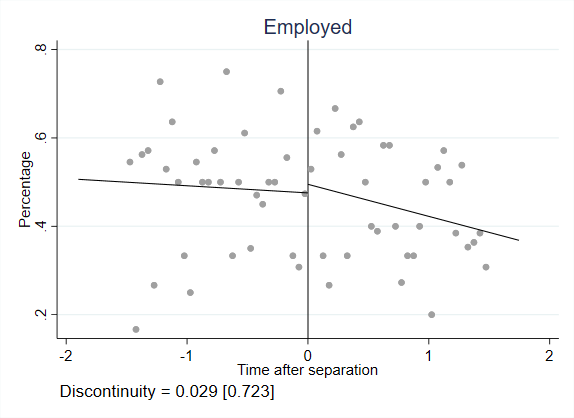 Employed
Percentage
.8
.6
.4
.2
-2 -1 0 1 2
Time after separation
Discontinuity = 0.029 [0.723]